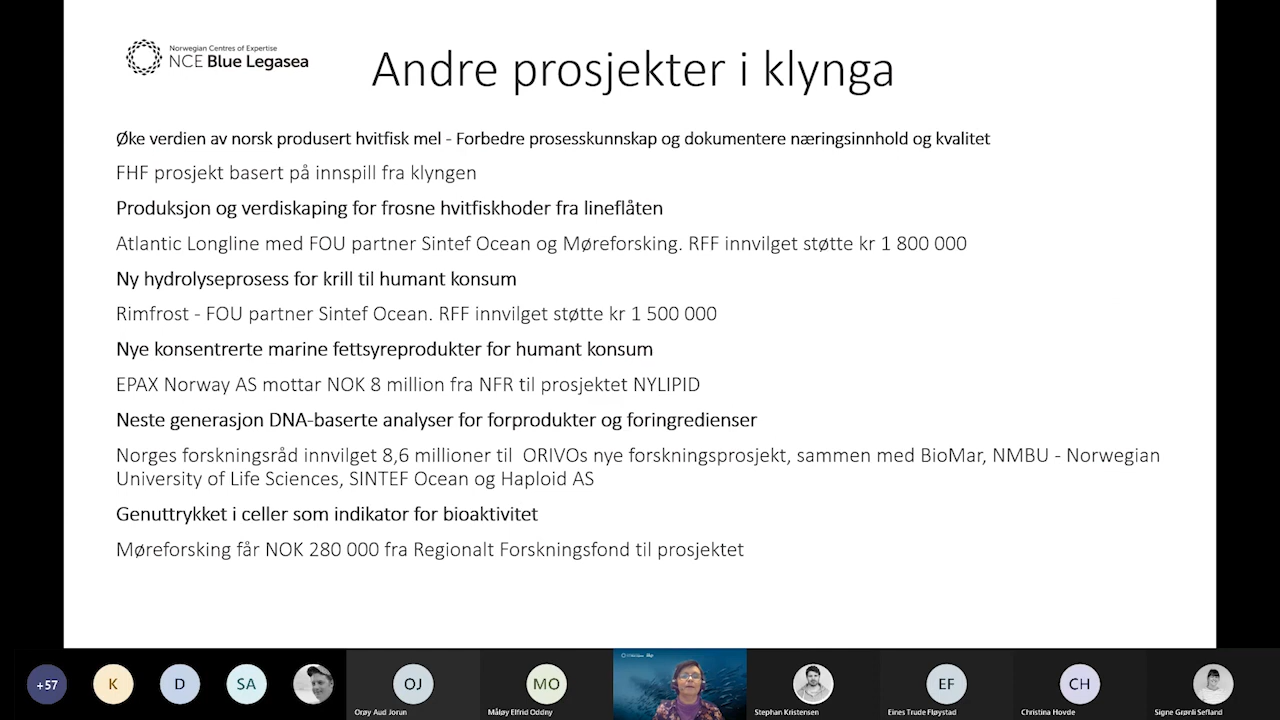 Norwegian Centres of Expertise
NCE Blue Legasea
Andre prosjekter i klynga
Øke verdien av norsk produsert hvitfisk mel - Forbedre prosesskunnskap og dokumentere næringsinnhold og kvalitet
FHF prosjekt basert på innspill fra klyngen
Produksjon og verdiskaping for frosne hvitfiskhoder fra lineflåten
Atlantic Longline med FOU partner Sintef Ocean og Møreforsking. RFF innvilget støtte kr 1 800 000
Ny hydrolyseprosess for krill til humant konsum
Rimfrost - FOU partner Sintef Ocean. RFF innvilget støtte kr 1 500 000
Nye konsentrerte marine fettsyreprodukter for humant konsum
EPAX Norway AS mottar NOK 8 million fra NFR til prosjektet NYLIPID
Neste generasjon DNA-baserte analyser for forprodukter og foringredienser
Norges forskningsråd innvilget 8,6 millioner til ORIVOs nye forskningsprosjekt, sammen med BioMar, NMBU - Norwegian
University of Life Sciences, SINTEF Ocean og Haploid AS
Genuttrykket i celler som indikator for bioaktivitet
Møreforsking får NOK 280 000 fra Regionalt Forskningsfond til prosjektet
+57 K D SA OJ MO EF CH
Orøy Aud Jorun Måløy Elfrid Oddny Stephan Kristensen Eines Trude Fløystad Christina Hovde Signe Grønli Sefland